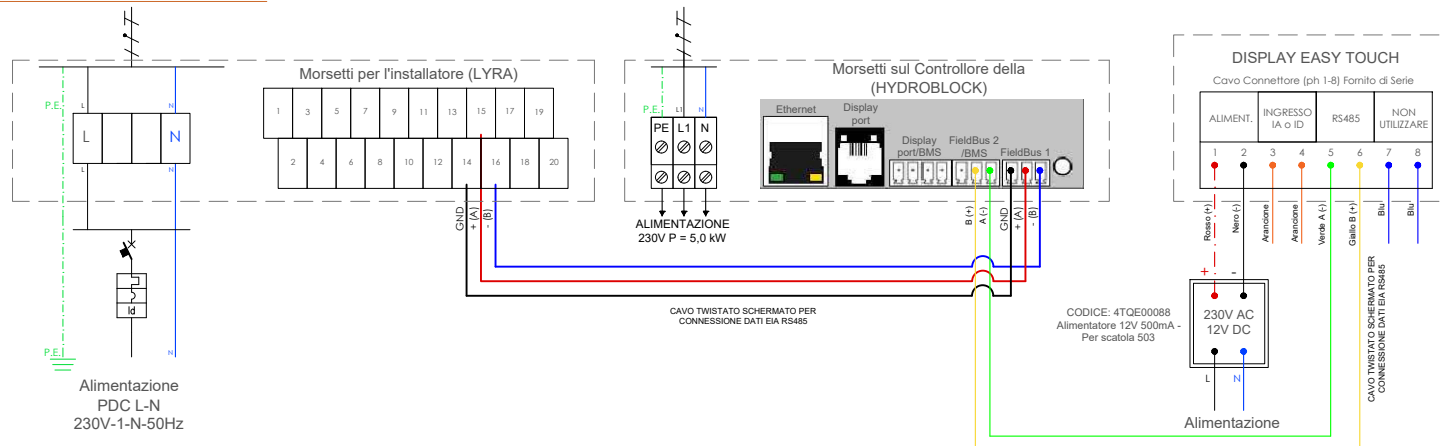 Morsetti per l'installatore (LYRA)
1 3 5 7 9 11 13 15 17 19
2 4 6 8 10 12 14 16 18 20
P.E.
L
N
L
N
L
N
Id
P.E.
N
Alimentazione
PDC L-N
230V-1-N-50Hz
GND
+ (A)
- (B)
CAVO TWISTATO SCHERMATO PER
CONNESSIONE DATI EIA RS485
Morsetti sul Controllore della
(HYDROBLOCK)
P.E.
L1
N
PE L1 N
ALIMENTAZIONE
230V P = 5,0 kW
Ethernet
Display
port
Display
port/BMS
FieldBus 2
/BMS
FieldBus 1
B (+)
A (-)
GND
+ (A)
- (B)
DISPLAY EASY TOUCH
Cavo Connettore (ph 1-8) Fornito di Serie
ALIMENT.
INGRESSO
IA o ID
RS485
NON
UTILIZZARE
1 2 3 4 5 6 7 8
Rosso (+)
Nero (-)
Arancione
Arancione
Verde A (-)
Giallo B (+)
Blu
Blu
+
-
CODICE: 4TQE00088
Alimentatore 12V 500mA -
Per scatola 503
230V AC
12V DC
L
N
Alimentazione
CAVO TWISTATO SCHERMATO PER
CONNESSIONE DATI EIA RS485